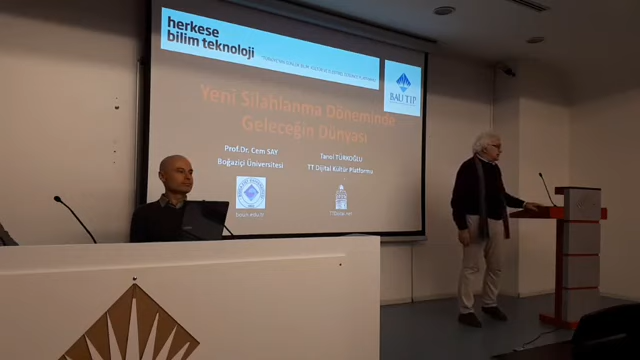 herkese
bilim teknoloji
BAU TIP
Yeni Silahlanma Döneminde
Geleceğin Dünyası
Prof.Dr. Cem SAY
Boğaziçi Üniversitesi
Tanol TÜRKOĞLU
TT Dijital Kültür Platformu